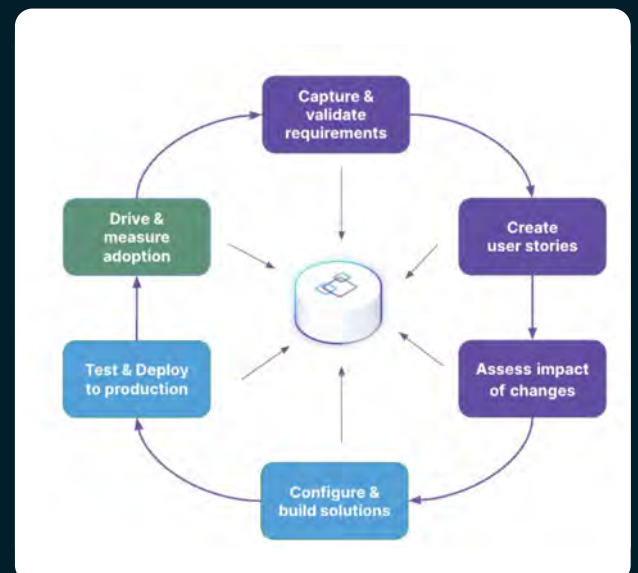 Capture &
validate
requirements
Create
user stories
Assess impact
of changes
Configure &
build solutions
Test & Deploy
to production
Drive &
measure
adoption